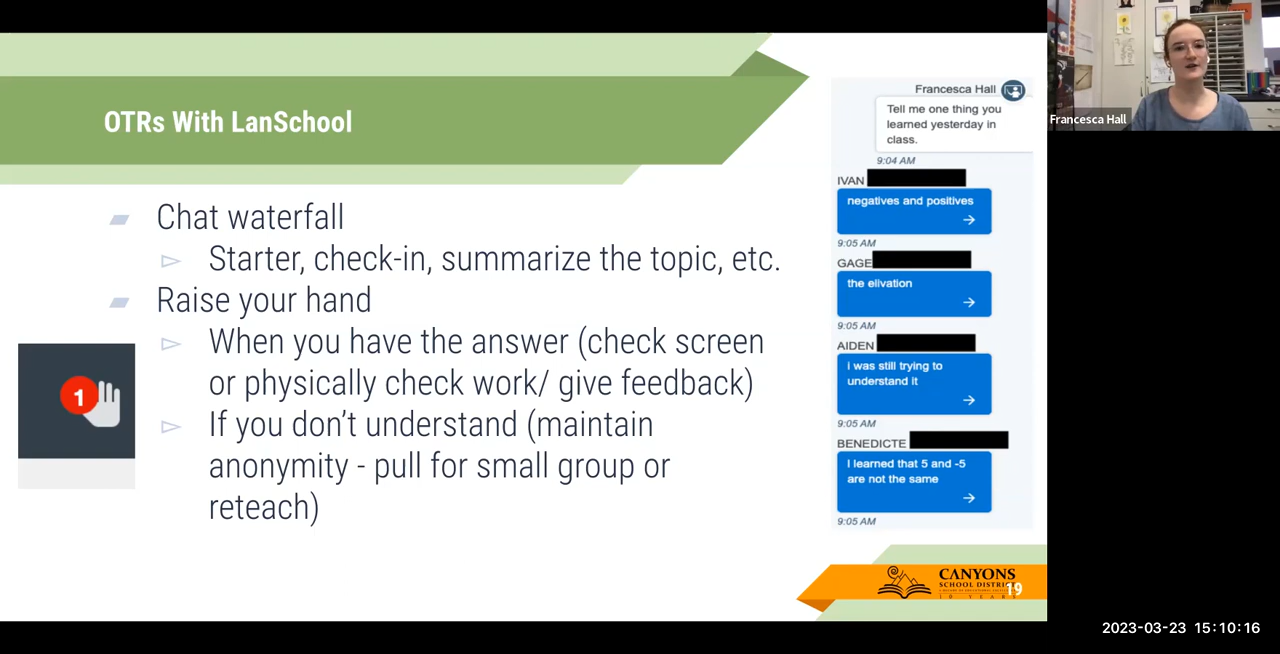 OTRs With LanSchool
Chat waterfall
Starter, check-in, summarize the topic, etc.
Raise your hand
When you have the answer (check screen
or physically check work/ give feedback)
If you don't understand (maintain
anonymity - pull for small group or
reteach)
1
Francesca Hall
Tell me one thing you
learned yesterday in
class.
9:04 AM
IVAN
negatives and positives
9:05 AM
GAGE
the elivation
9:05 AM
AIDEN
i was still trying to
understand it
9:05 AM
BENEDICTE
I learned that 5 and -5
are not the same
9:05 AM
CANYONS
SCHOOL DISTRICT
10 YEARS
19
Francesca Hall
2023-03-23 15:10:16